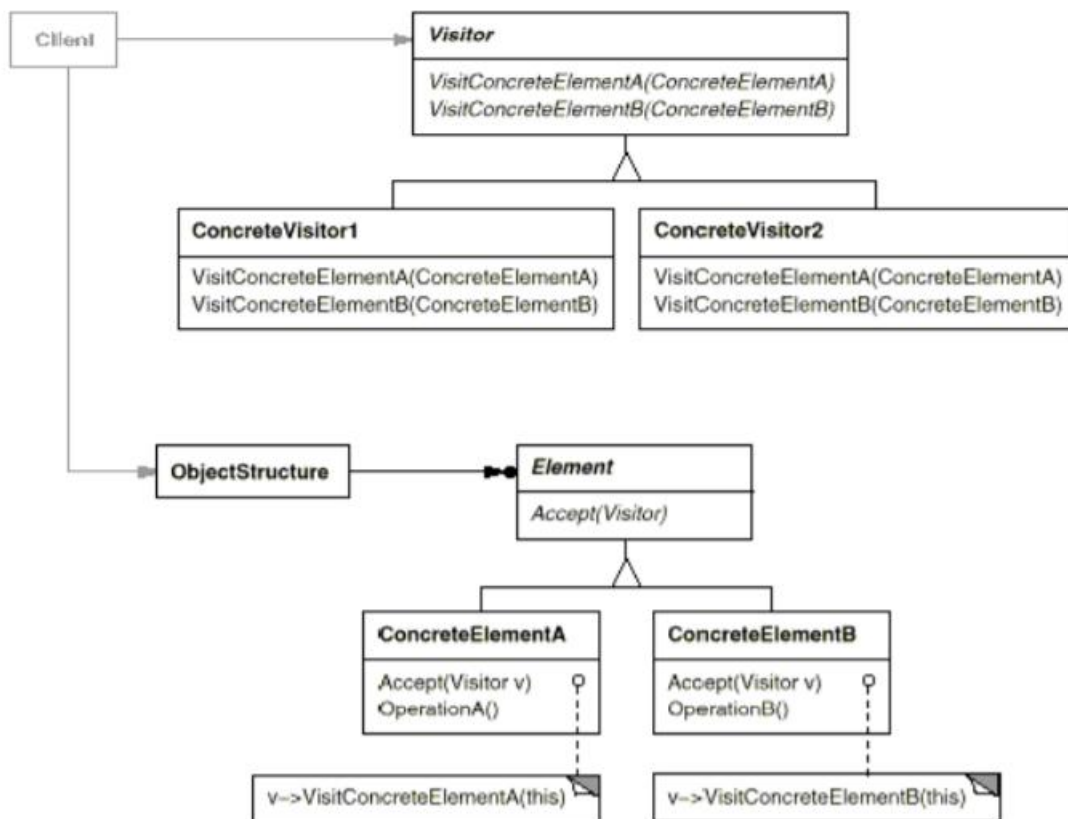 Client
Visitor
VisitConcreteElementA(ConcreteElementA)
VisitConcreteElementB(ConcreteElementB)
ConcreteVisitor1
VisitConcreteElementA(ConcreteElementA)
VisitConcreteElementB(ConcreteElementB)
ConcreteVisitor2
VisitConcreteElementA(ConcreteElementA)
VisitConcreteElementB(ConcreteElementB)
ObjectStructure
Element
Accept(Visitor)
ConcreteElementA
Accept(Visitor v)
OperationA()
ConcreteElementB
Accept(Visitor v)
OperationB()
v->VisitConcreteElementA(this)
v->VisitConcreteElementB(this)